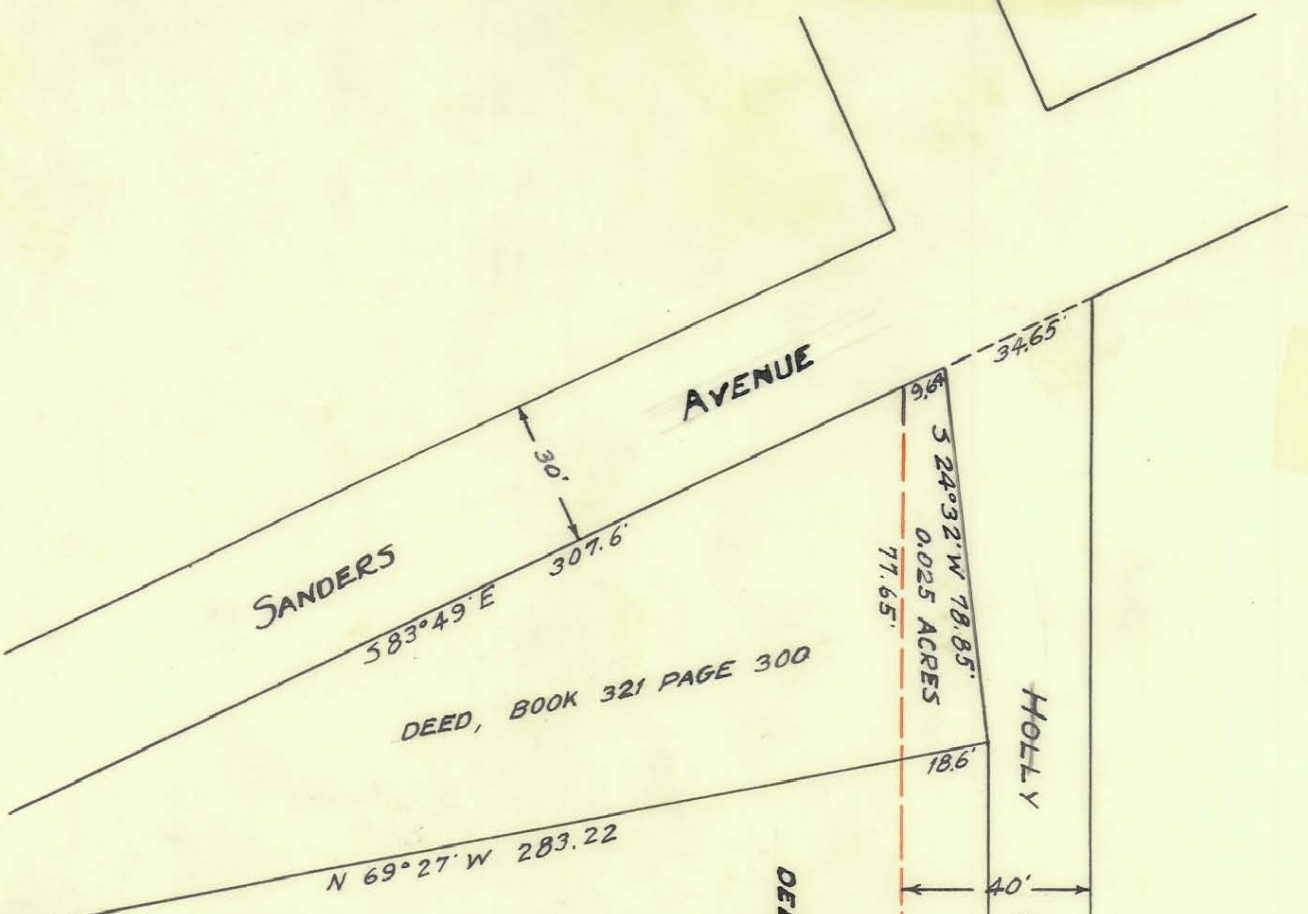 34.65'
AVENUE
9.64
30'
S 24°32' W 78.85'
0.025 ACRES
77.65'
307.6'
SANDERS
S 83°49' E
DEED, BOOK 321 PAGE 300
HOLLY
18.6'
N 69°27' W 283.22
40'